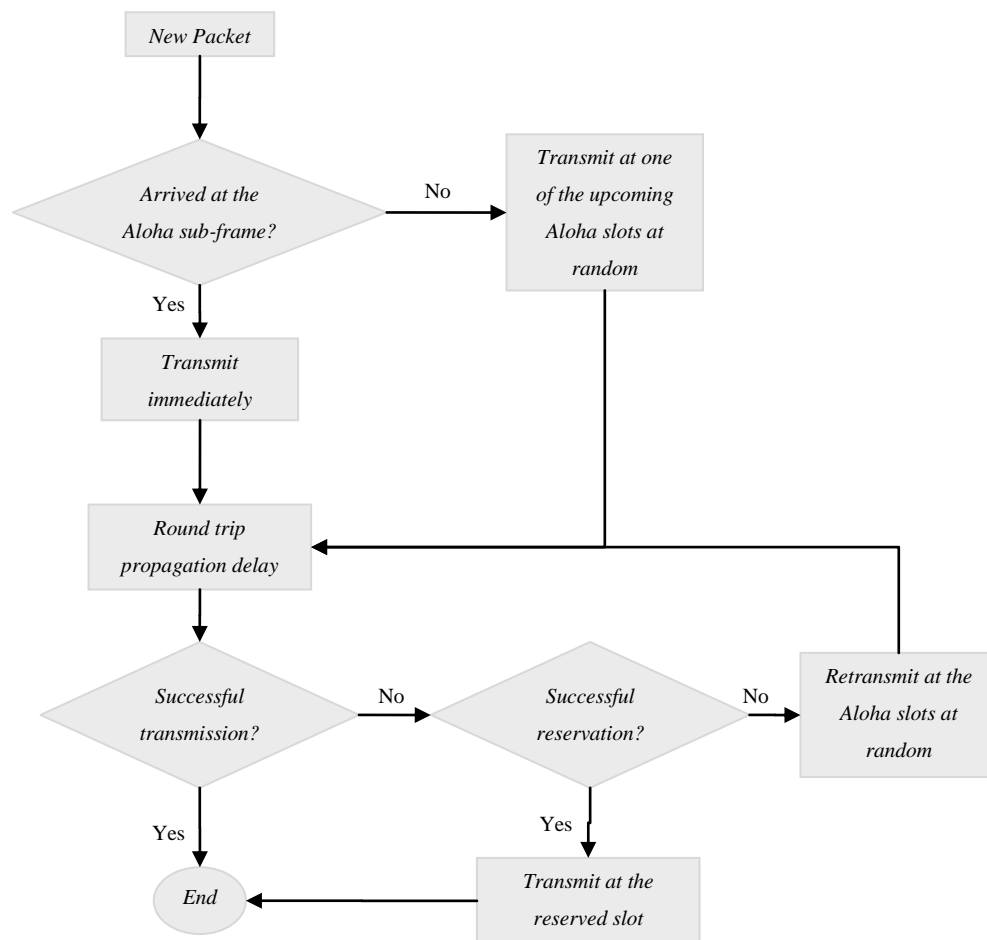 New Packet
Arrived at the
Aloha sub-frame?
No
Transmit at one
of the upcoming
Aloha slots at
random
Yes
Transmit
immediately
Round trip
propagation delay
Successful
transmission?
No
Successful
reservation?
No
Retransmit at the
Aloha slots at
random
Yes
Yes
End
Transmit at the
reserved slot